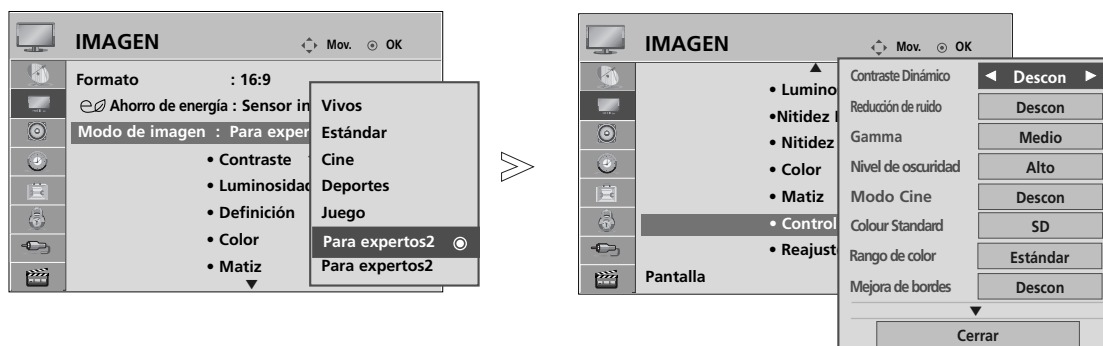 IMAGEN
Mov. OK
Formato : 16:9
Ahorro de energía : Sensor in
Modo de imagen : Para exper
• Contraste
• Luminosidad
• Definición
• Color
• Matiz
▼
Vivos
Estándar
Cine
Deportes
Juego
Para expertos2
Para expertos2
IMAGEN
Mov. OK
▲
• Lumino
•Nitidez
• Nitidez
• Color
• Matiz
• Control
• Reajust
Pantalla
Contraste Dinámico ◄ Descon ►
Reducción de ruido Descon
Gamma Medio
Nivel de oscuridad Alto
Modo Cine Descon
Colour Standard SD
Rango de color Estándar
Mejora de bordes Descon
▼
Cerrar